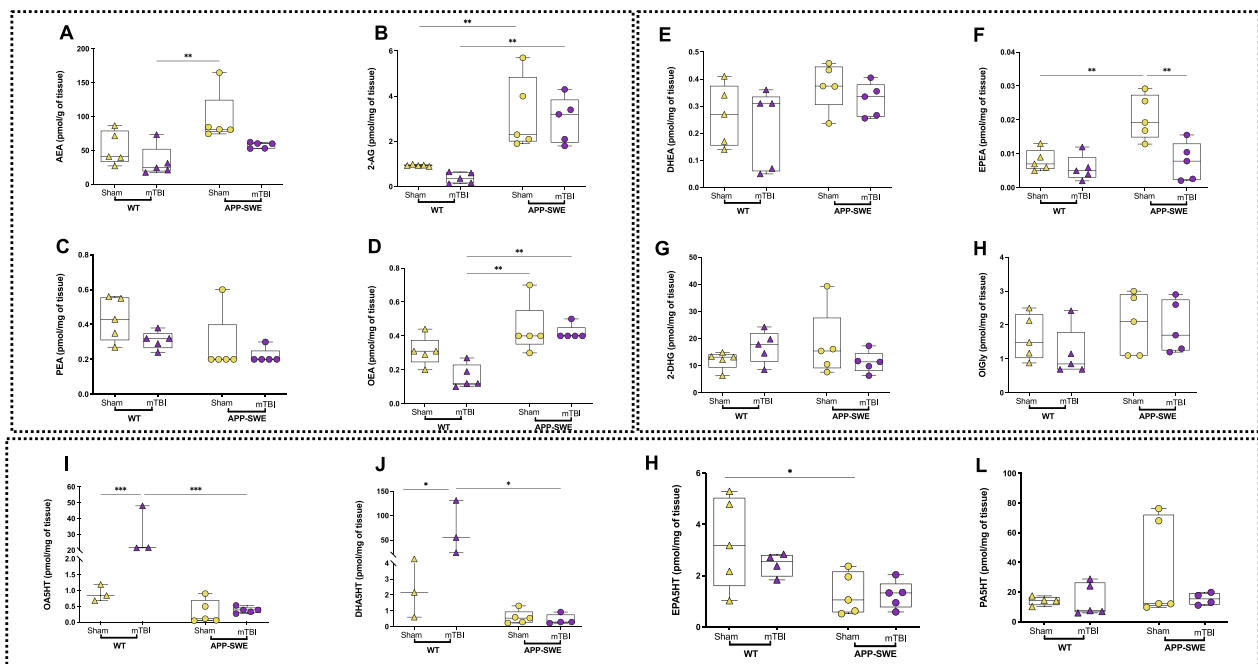 A
AEA (pmol/g of tissue)
200
150
100
50
0
**
Sham
mTBI
Sham
mTBI
WT
APP-SWE
B
2-AG (pmol/mg of tissue)
6
4
2
0
**
**
Sham
mTBI
Sham
mTBI
WT
APP-SWE
E
DHEA (pmol/mg of tissue)
0.5
0.4
0.3
0.2
0.1
0.0
Sham
mTBI
Sham
mTBI
WT
APP-SWE
F
EPEA (pmol/mg of tissue)
0.04
0.03
0.02
0.01
0.00
**
**
Sham
mTBI
Sham
mTBI
WT
APP-SWE
C
PEA (pmol/mg of tissue)
0.8
0.6
0.4
0.2
0.0
Sham
mTBI
Sham
mTBI
WT
APP-SWE
D
OEA (pmol/mg of tissue)
0.8
0.6
0.4
0.2
0.0
**
**
Sham
mTBI
Sham
mTBI
WT
APP-SWE
G
2-DHG (pmol/mg of tissue)
50
40
30
20
10
0
Sham
mTBI
Sham
mTBI
WT
APP-SWE
H
OlGly (pmol/mg of tissue)
4
3
2
1
0
Sham
mTBI
Sham
mTBI
WT
APP-SWE
I
OA5HT (pmol/mg of tissue)
60
50
40
30
20
2.0
1.5
1.0
0.5
0.0
***
***
Sham
mTBI
Sham
mTBI
WT
APP-SWE
J
DHA5HT (pmol/mg of tissue)
150
100
50
4
3
2
1
0
*
*
Sham
mTBI
Sham
mTBI
WT
APP-SWE
H
EPA5HT (pmol/mg of tissue)
6
4
2
0
*
Sham
mTBI
Sham
mTBI
WT
APP-SWE
L
PA5HT (pmol/mg of tissue)
100
80
60
40
20
0
Sham
mTBI
Sham
mTBI
WT
APP-SWE